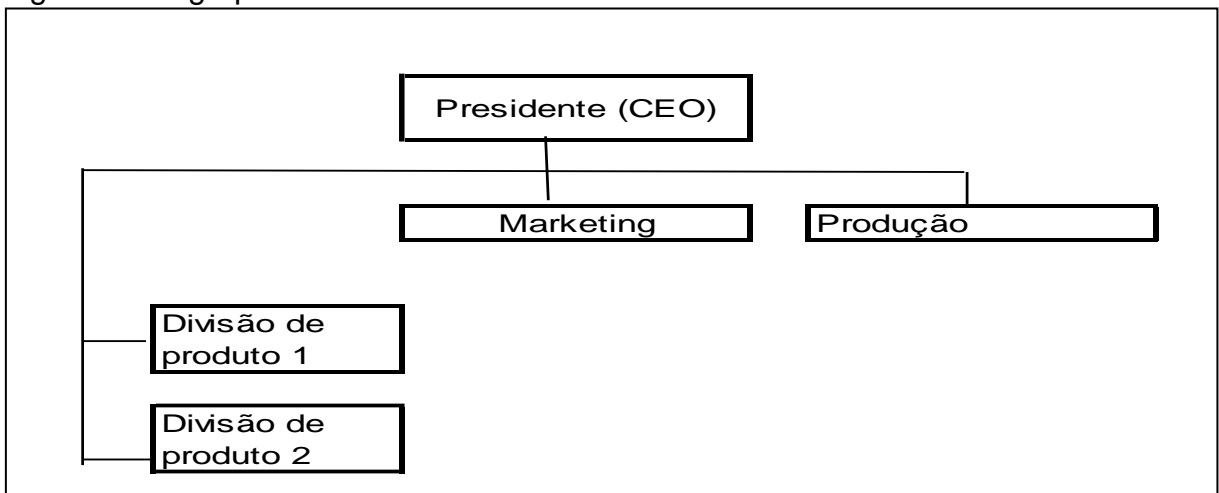 Presidente (CEO)
Marketing
Produção
Divisão de
produto 1
Divisão de
produto 2